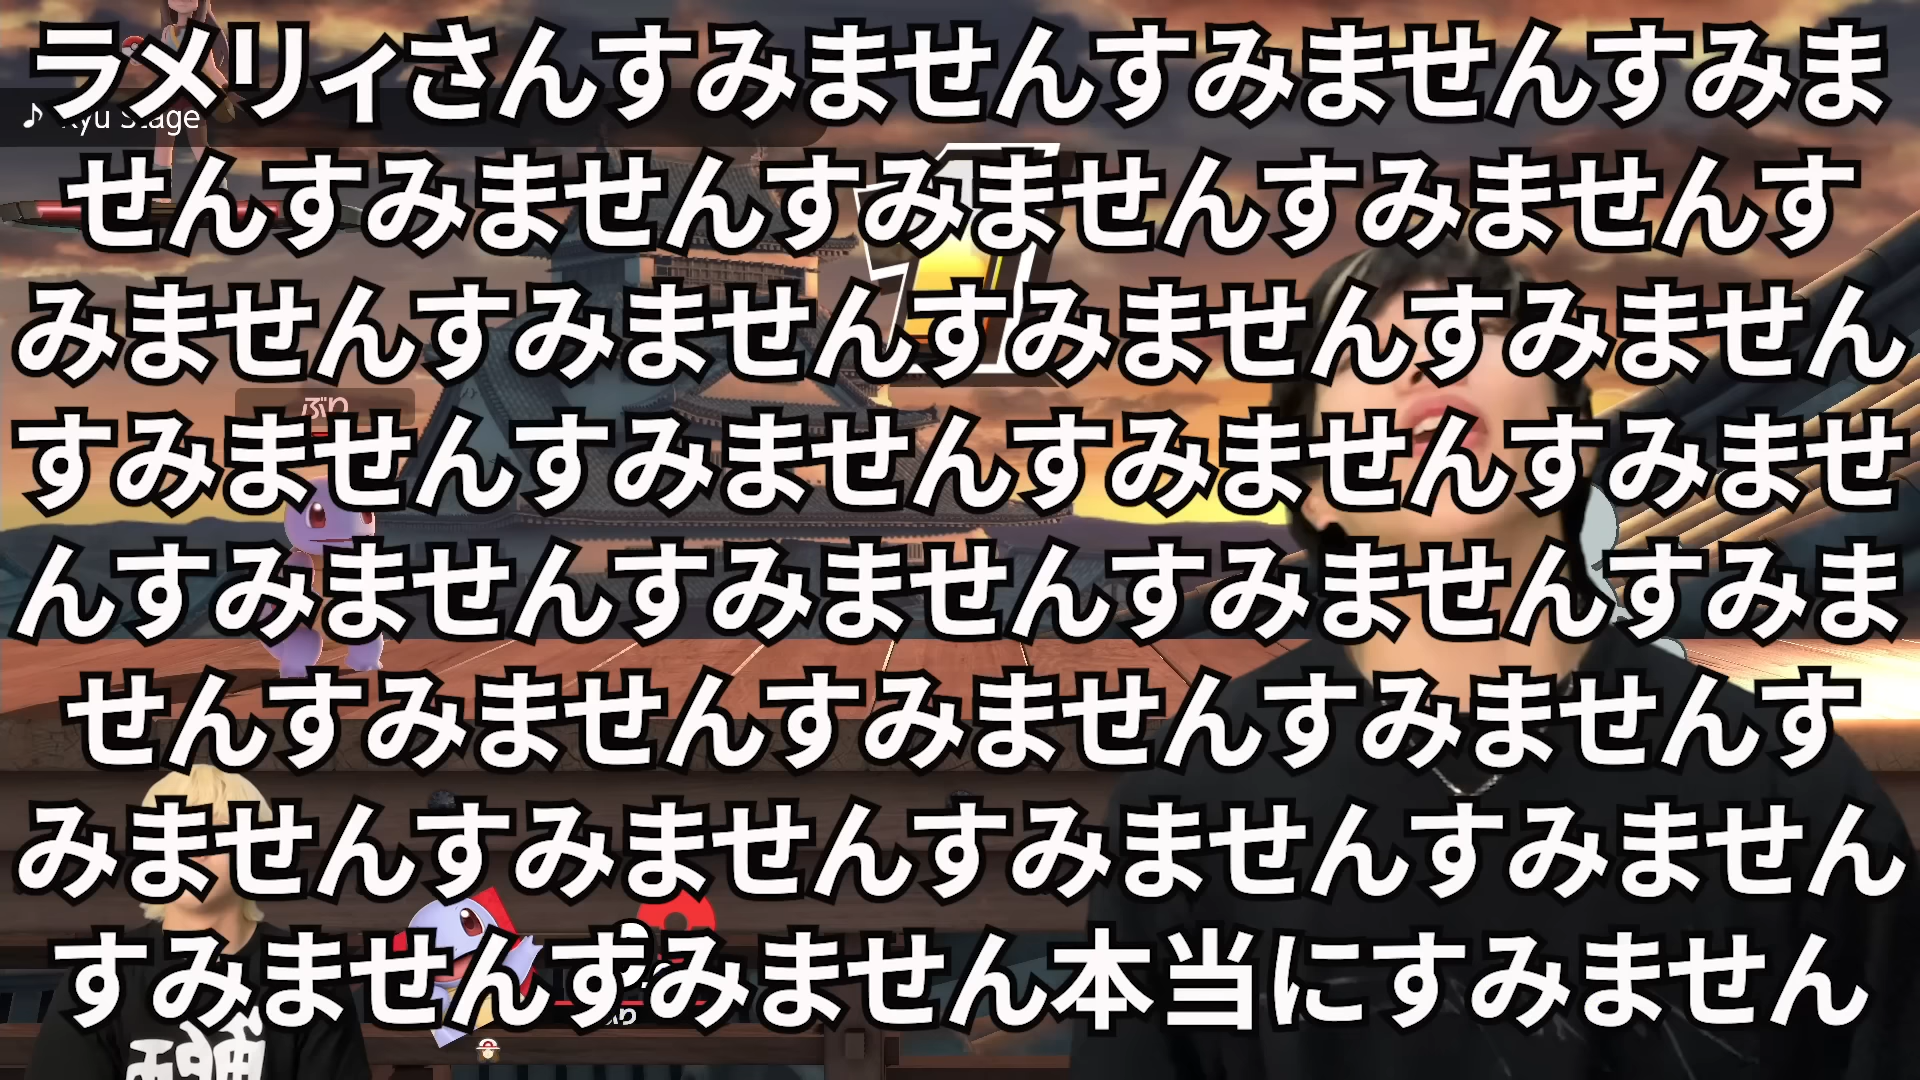 ラメリィさんすみませんすみませんすみま
せんすみませんすみませんすみませんす
みませんすみませんすみませんすみません
すみませんすみませんすみませんすみませ
んすみませんすみませんすみませんすみま
せんすみませんすみませんすみませんす
みませんすみませんすみませんすみません
すみませんすみません本当にすみません
♪ Ryu Stage
ぶり